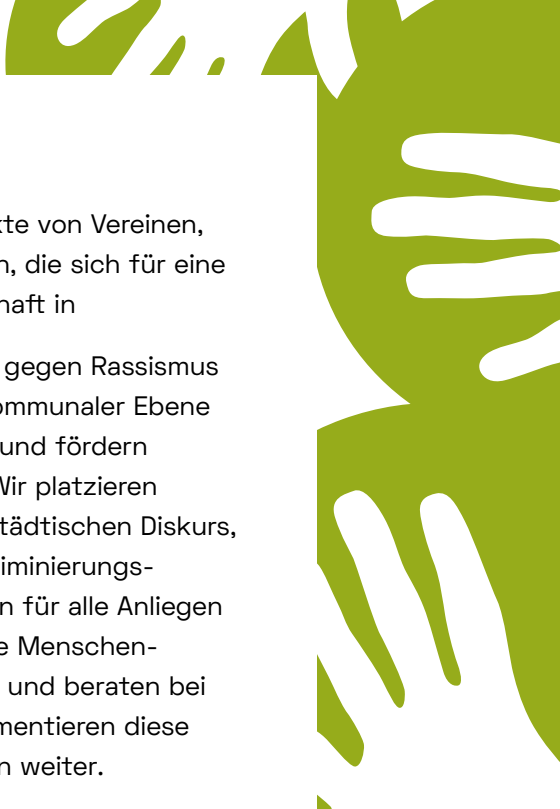 kte von Vereinen,
n, die sich für eine
haft in
gegen Rassismus
ommunaler Ebene
und fördern
Wir platzieren
tädtischen Diskurs,
iminierungs-
n für alle Anliegen
e Menschen-
und beraten bei
mentieren diese
n weiter.